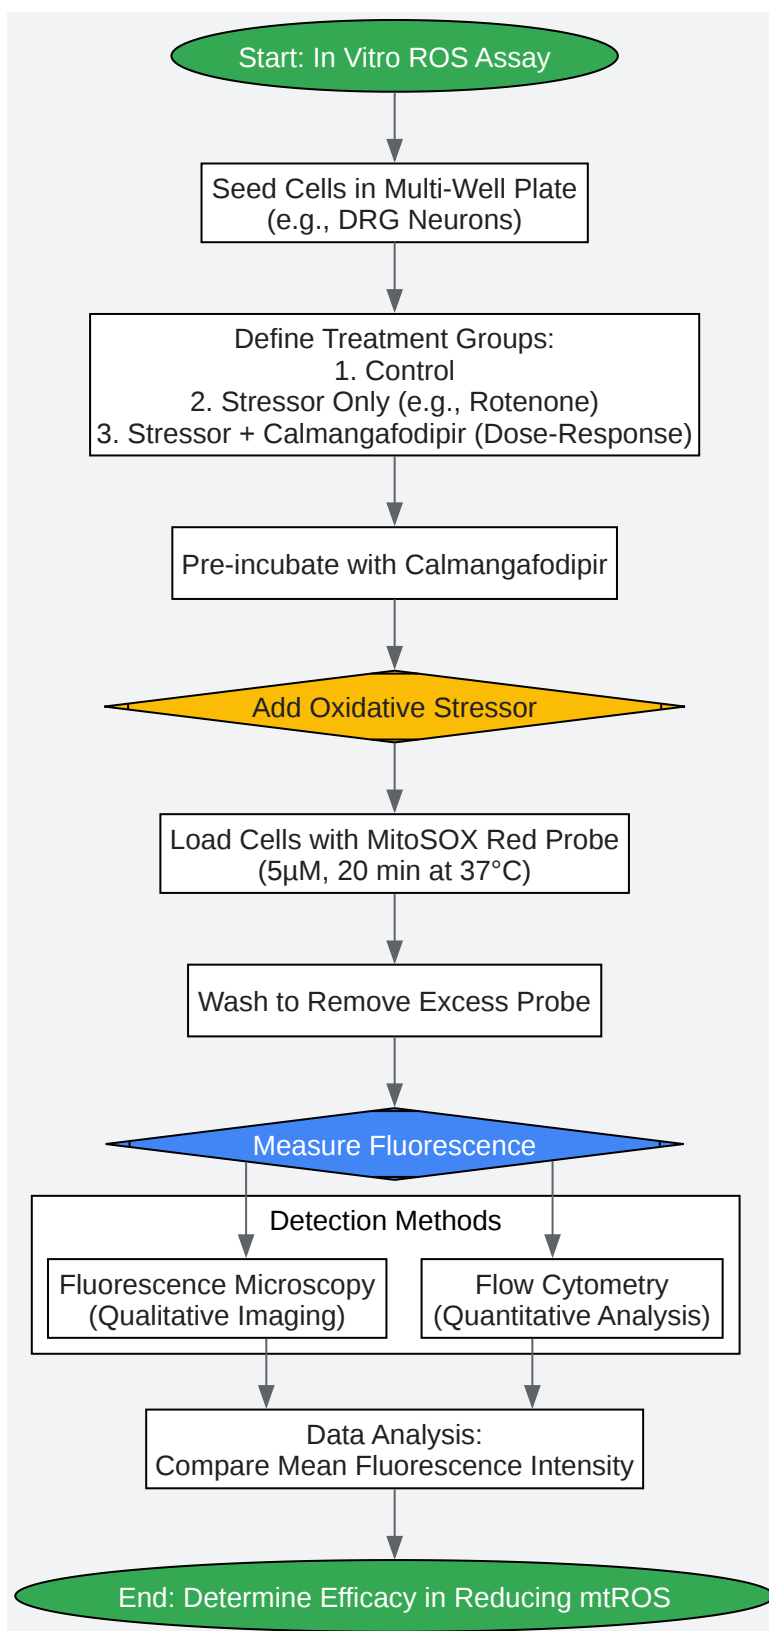 Start: In Vitro ROS Assay
Seed Cells in Multi-Well Plate
(e.g., DRG Neurons)
Define Treatment Groups:
1. Control
2. Stressor Only (e.g., Rotenone)
3. Stressor + Calmangafodipir (Dose-Response)
Pre-incubate with Calmangafodipir
Add Oxidative Stressor
Load Cells with MitoSOX Red Probe
(5µM, 20 min at 37°C)
Wash to Remove Excess Probe
Measure Fluorescence
Detection Methods
Fluorescence Microscopy
(Qualitative Imaging)
Flow Cytometry
(Quantitative Analysis)
Data Analysis:
Compare Mean Fluorescence Intensity
End: Determine Efficacy in Reducing mtROS